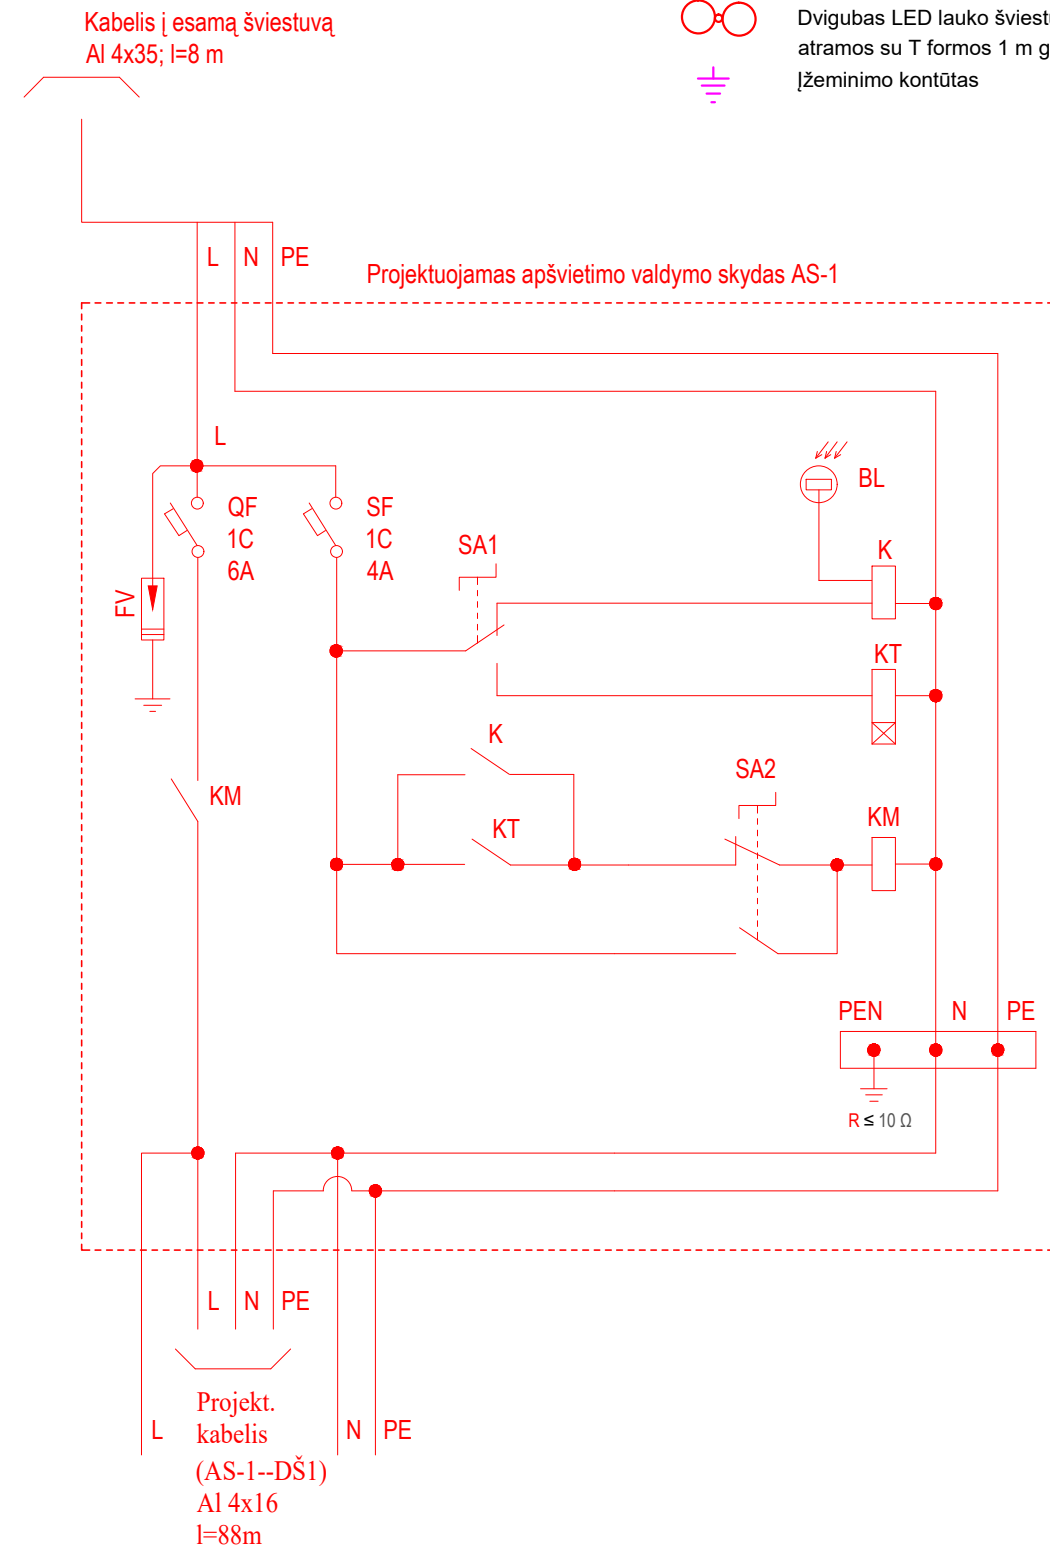 Kabelis į esamą šviestuvą
Al 4x35; l=8 m
Dvigubas LED lauko
atramos su T formos 1 m
Įžeminimo kontūtas
L
N
PE
Projektuojamas apšvietimo valdymo skydas AS-1
L
QF
1C
6A
SF
1C
4A
FV
SA1
BL
K
KT
K
KT
SA2
KM
KM
PEN
N
PE
R ≤ 10 Ω
L
N
PE
L
Projekt.
kabelis
(AS-1--DŠ1)
Al 4x16
l=88m
N
PE